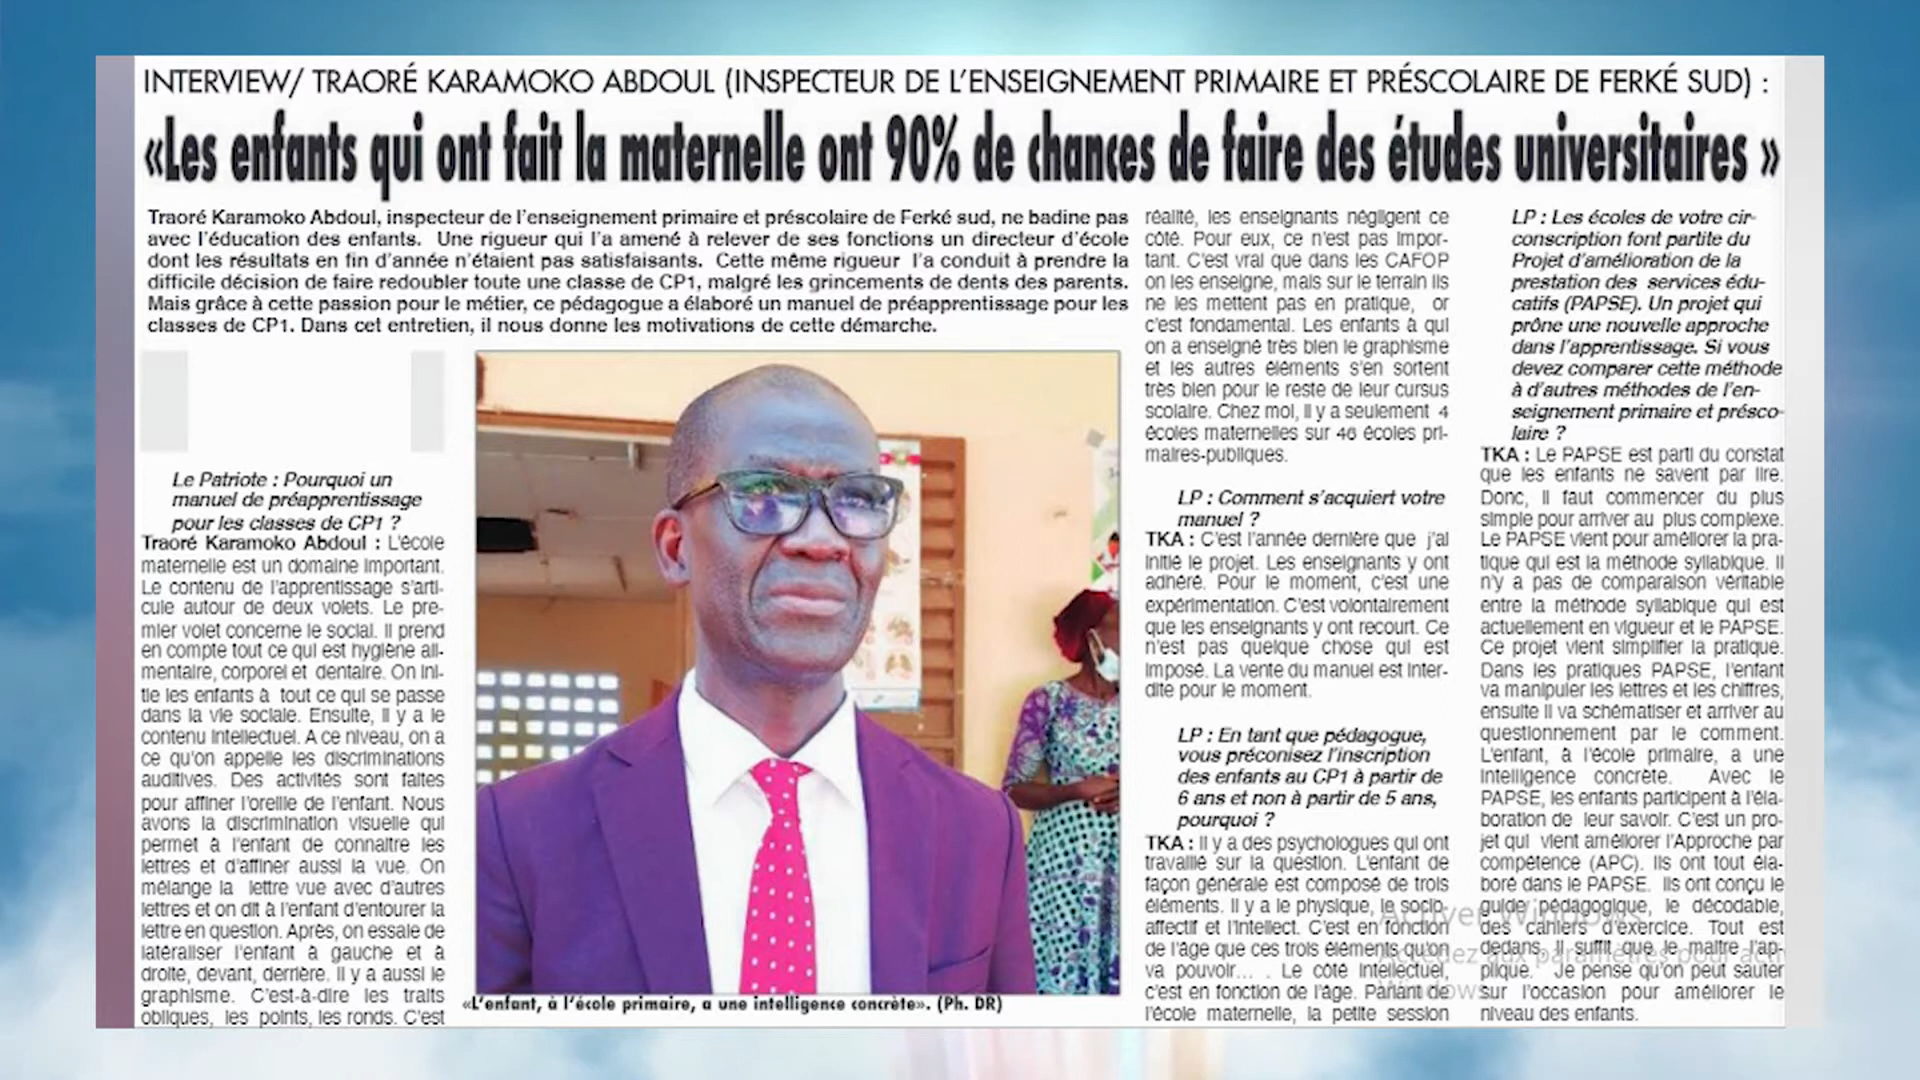 INTERVIEW/ TRAORÉ KARAMOKO ABDOUL (INSPECTEUR DE L'ENSEIGNEMENT PRIMAIRE ET PRÉSCOLAIRE DE FERKÉ SUD) :
«Les enfants qui ont fait la maternelle ont 90% de chances de faire des études universitaires »
Traoré Karamoko Abdoul, inspecteur de l'enseignement primaire et préscolaire de Ferké sud, ne badine pas
avec l'éducation des enfants. Une rigueur qui l'a amené à relever de ses fonctions un directeur d'école
dont les résultats en fin d'année n'étaient pas satisfaisants. Cette même rigueur l'a conduit à prendre la
difficile décision de faire redoubler toute une classe de CP1, malgré les grincements de dents des parents.
Mais grâce à cette passion pour le métier, ce pédagogue a élaboré un manuel de préapprentissage pour les
classes de CP1. Dans cet entretien, il nous donne les motivations de cette démarche.
Le Patriote : Pourquoi un
manuel de préapprentissage
pour les classes de CP1 ?
Traoré Karamoko Abdoul : L'école
maternelle est un domaine important.
Le contenu de l'apprentissage s'arti-
cule autour de deux volets. Le pre-
mier volet concerne le social. Il prend
en compte tout ce qui est hygiène ali-
mentaire, corporel et dentaire. On ini-
tie les enfants à tout ce qui se passe
dans la vie sociale. Ensuite, il y a le
contenu intellectuel. A ce niveau, on a
ce qu'on appelle les discriminations
auditives. Des activités sont faites
pour affiner l'oreille de l'enfant. Nous
avons la discrimination visuelle qui
permet à l'enfant de connaitre les
lettres et d'affiner aussi la vue. On
mélange la lettre vue avec d'autres
lettres et on dit à l'enfant d'entourer la
lettre en question. Après, on essaie de
latéraliser l'enfant à gauche et à
droite, devant, derrière. Il y a aussi le
graphisme. C'est-à-dire les traits
obliques, les points, les ronds. C'est
«L'enfant, à l'école primaire, a une intelligence concrète». (Ph. DR)
réalité, les enseignants négligent ce
côté. Pour eux, ce n'est pas impor-
tant. C'est vrai que dans les CAFOP
on les enseigne, mais sur le terrain ils
ne les mettent pas en pratique, or
c'est fondamental. Les enfants à qui
on a enseigné très bien le graphisme
et les autres éléments s'en sortent
très bien pour le reste de leur cursus
scolaire. Chez moi, il y a seulement 4
écoles maternelles sur 46 écoles pri-
maires-publiques.
LP : Comment s'acquiert votre
manuel ?
TKA : C'est l'année dernière que j'ai
initié le projet. Les enseignants y ont
adhéré. Pour le moment, c'est une
expérimentation. C'est volontairement
que les enseignants y ont recourt. Ce
n'est pas quelque chose qui est
imposé. La vente du manuel est inter-
dite pour le moment.
LP : En tant que pédagogue,
vous préconisez l'inscription
des enfants au CP1 à partir de
6 ans et non à partir de 5 ans,
pourquoi ?
TKA : Il y a des psychologues qui ont
travaillé sur la question. L'enfant de
façon générale est composé de trois
éléments. Il y a le physique, le socio-
affectif et l'intellect. C'est en fonction
de l'âge que ces trois éléments qu'on
va pouvoir... . Le côté intellectuel,
c'est en fonction de l'âge. Parlant de
l'école maternelle, la petite session
LP : Les écoles de votre cir-
conscription font partite du
Projet d'amélioration de la
prestation des services édu-
catifs (PAPSE). Un projet qui
prône une nouvelle approche
dans l'apprentissage. Si vous
devez comparer cette méthode
à d'autres méthodes de l'en-
seignement primaire et présco-
laire ?
TKA : Le PAPSE est parti du constat
que les enfants ne savent par lire.
Donc, il faut commencer du plus
simple pour arriver au plus complexe.
Le PAPSE vient pour améliorer la pra-
tique qui est la méthode syllabique. Il
n'y a pas de comparaison véritable
entre la méthode syllabique qui est
actuellement en vigueur et le PAPSE.
Ce projet vient simplifier la pratique.
Dans les pratiques PAPSE, l'enfant
va manipuler les lettres et les chiffres,
ensuite il va schématiser et arriver au
questionnement par le comment.
L'enfant, à l'école primaire, a une
intelligence concrète. Avec le
PAPSE, les enfants participent à l'éla-
boration de leur savoir. C'est un pro-
jet qui vient améliorer l'Approche par
compétence (APC). Ils ont tout éla-
boré dans le PAPSE. Ils ont conçu le
guide pédagogique, le décodable,
des cahiers d'exercice. Tout est
dedans. Il suffit que le maître l'ap-
plique. Je pense qu'on peut sauter
sur l'occasion pour améliorer le
niveau des enfants.
Activer Windows
Accédez aux paramètres pour acti
Windows